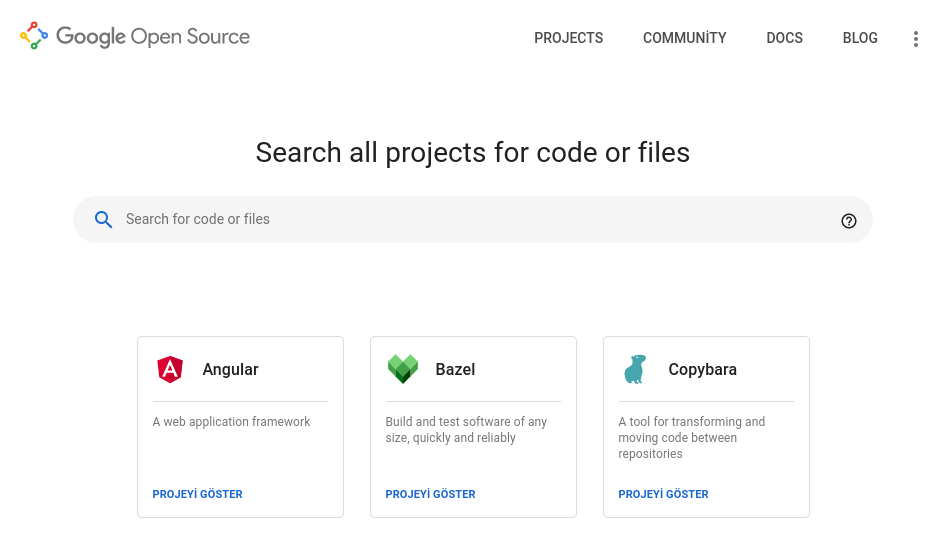 Google Open Source
PROJECTS
COMMUNİTY
DOCS
BLOG
Search all projects for code or files
Search for code or files
Angular
A web application framework
PROJEYİ GÖSTER
Bazel
Build and test software of any
size, quickly and reliably
PROJEYİ GÖSTER
Copybara
A tool for transforming and
moving code between
repositories
PROJEYİ GÖSTER